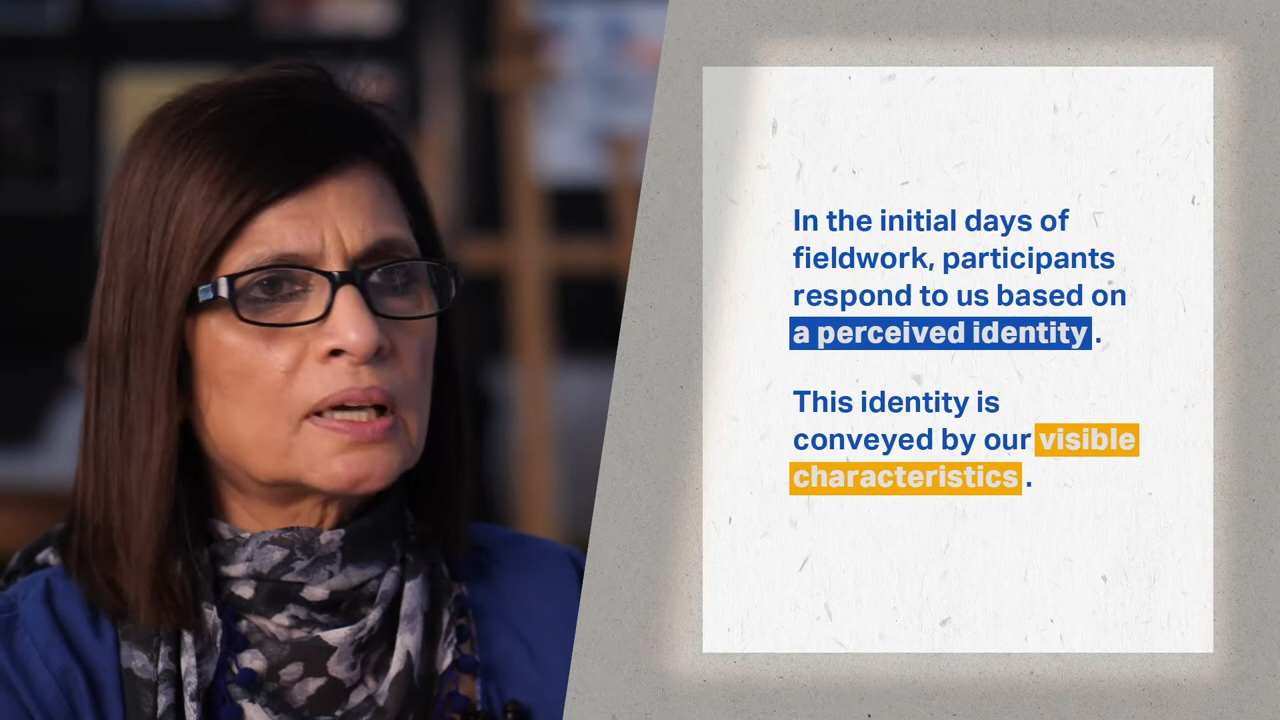 In the initial days of
fieldwork, participants
respond to us based on
a perceived identity.
This identity is
conveyed by our visible
characteristics.